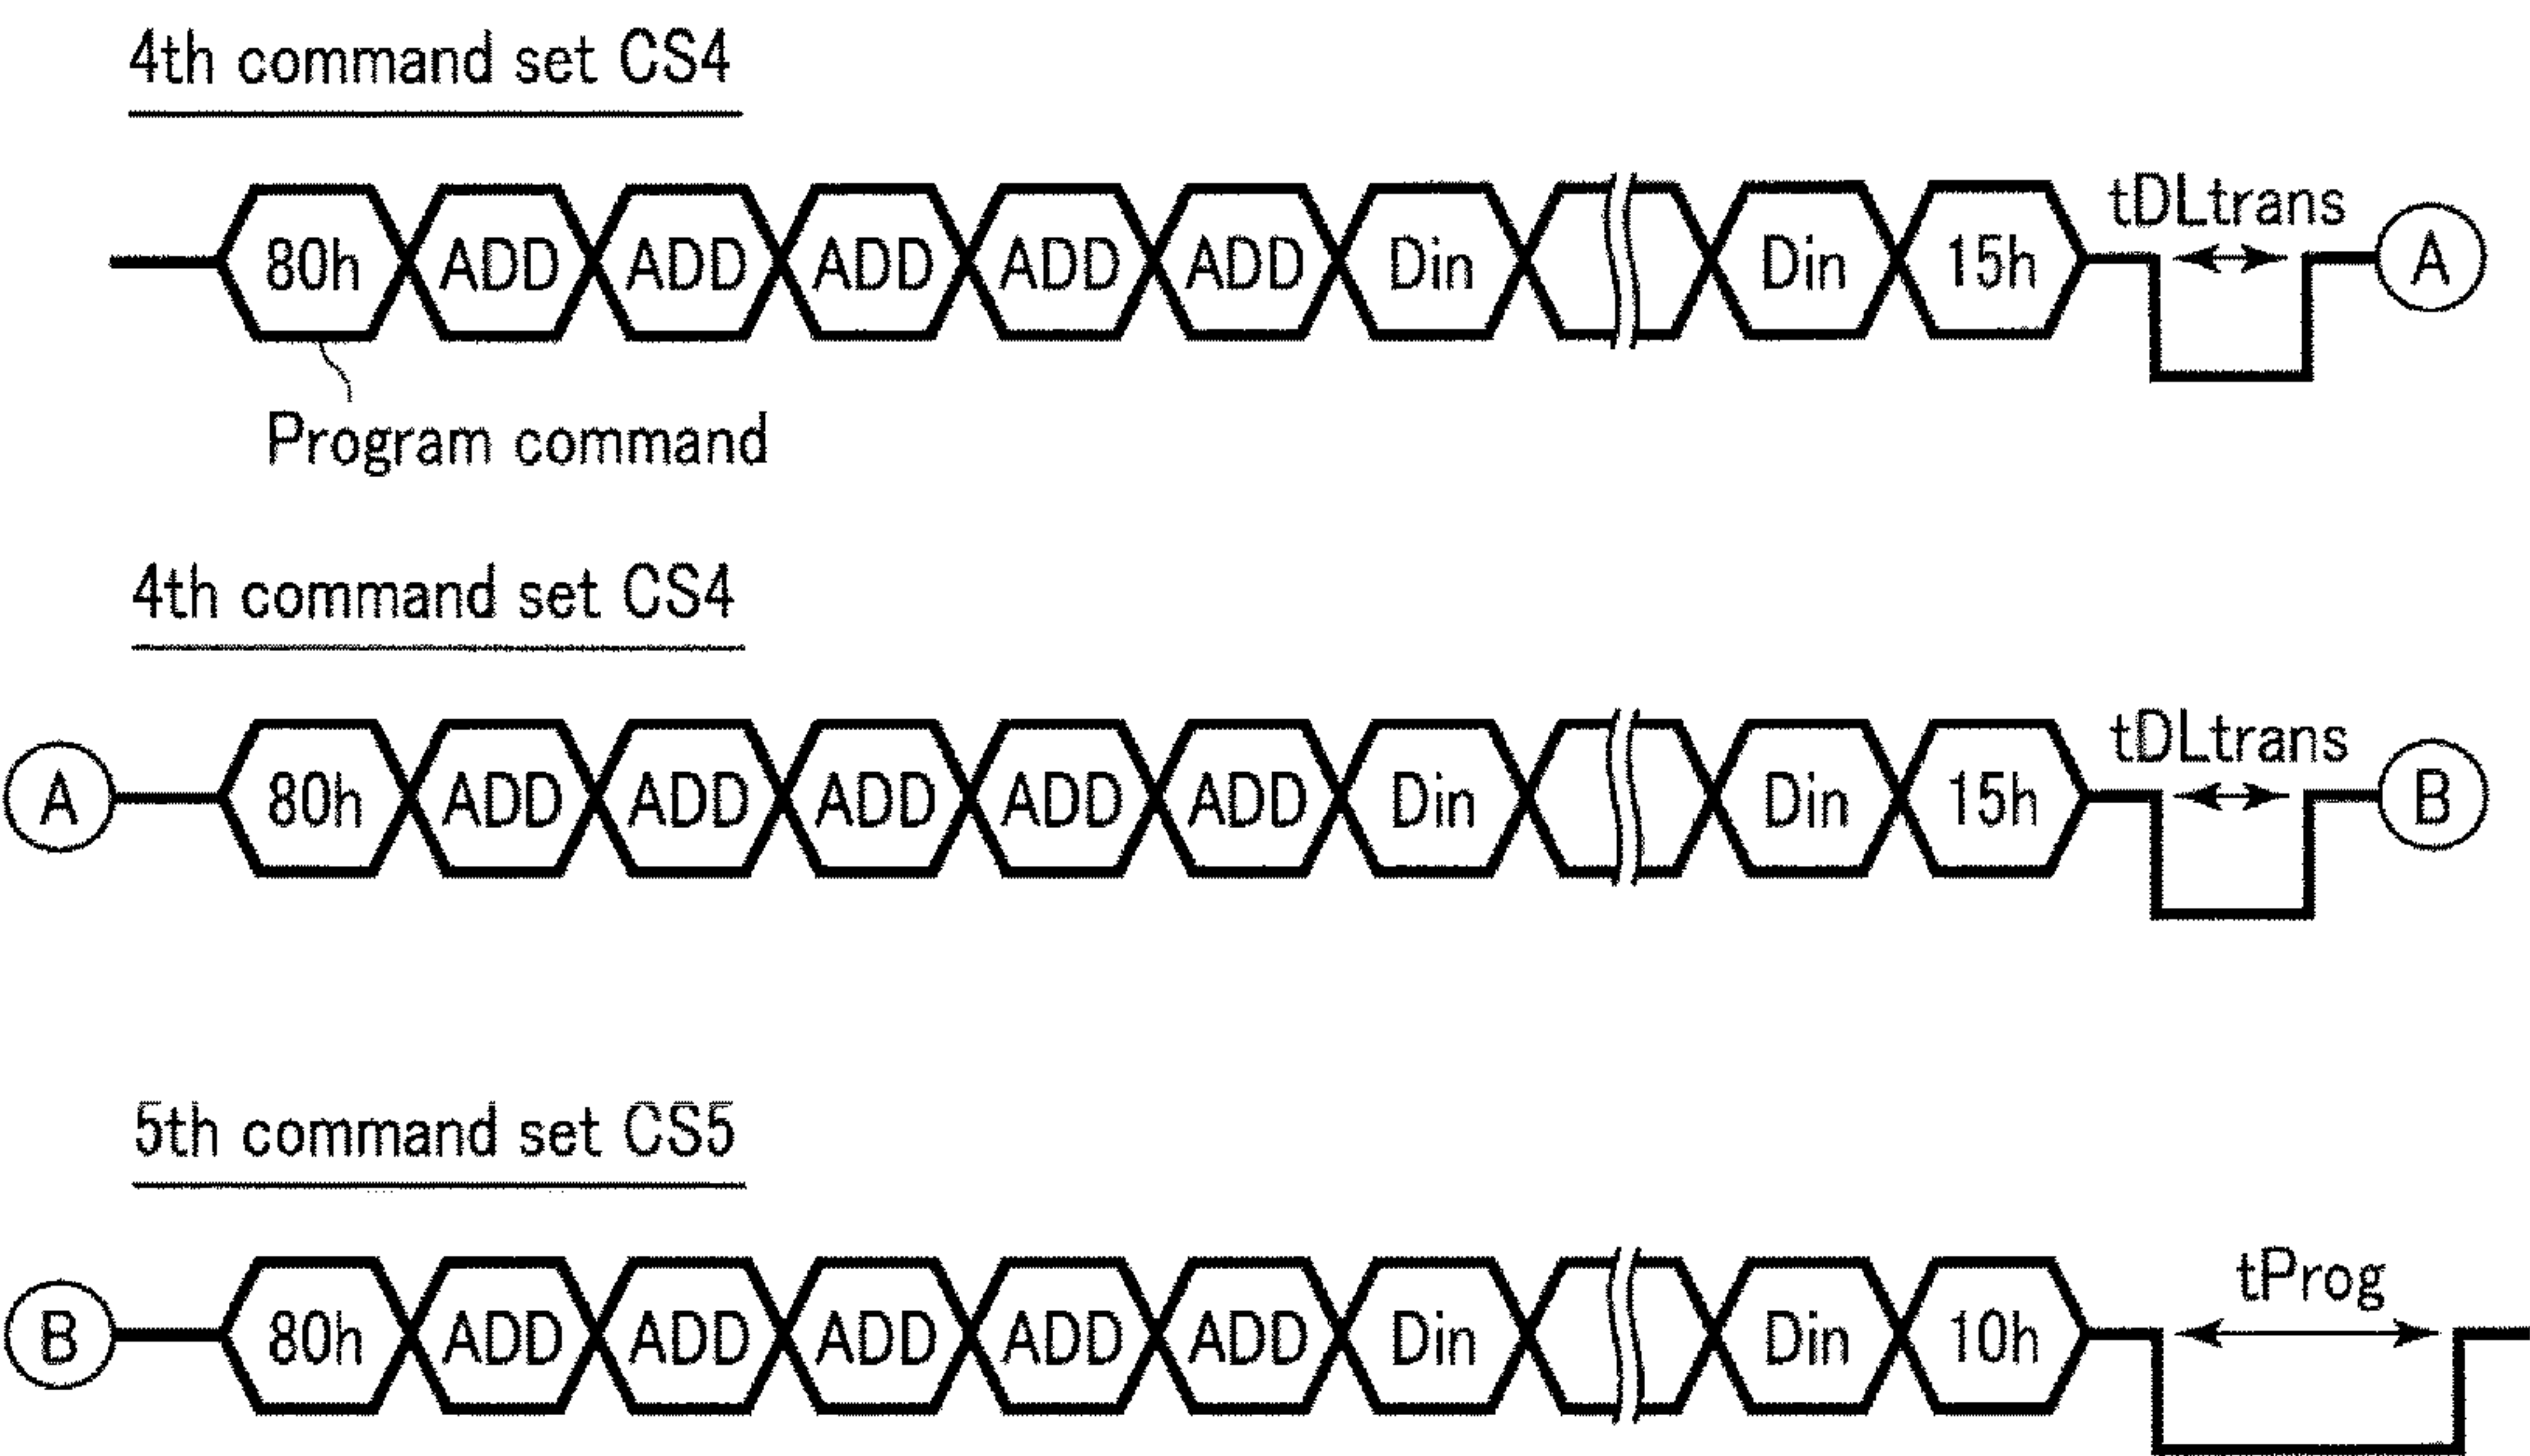 4th command set CS4
80h ADD ADD ADD ADD ADD Din Din 15h tDLtrans A
Program command
4th command set CS4
A 80h ADD ADD ADD ADD ADD Din Din 15h tDLtrans B
5th command set CS5
B 80h ADD ADD ADD ADD ADD Din Din 10h tProg